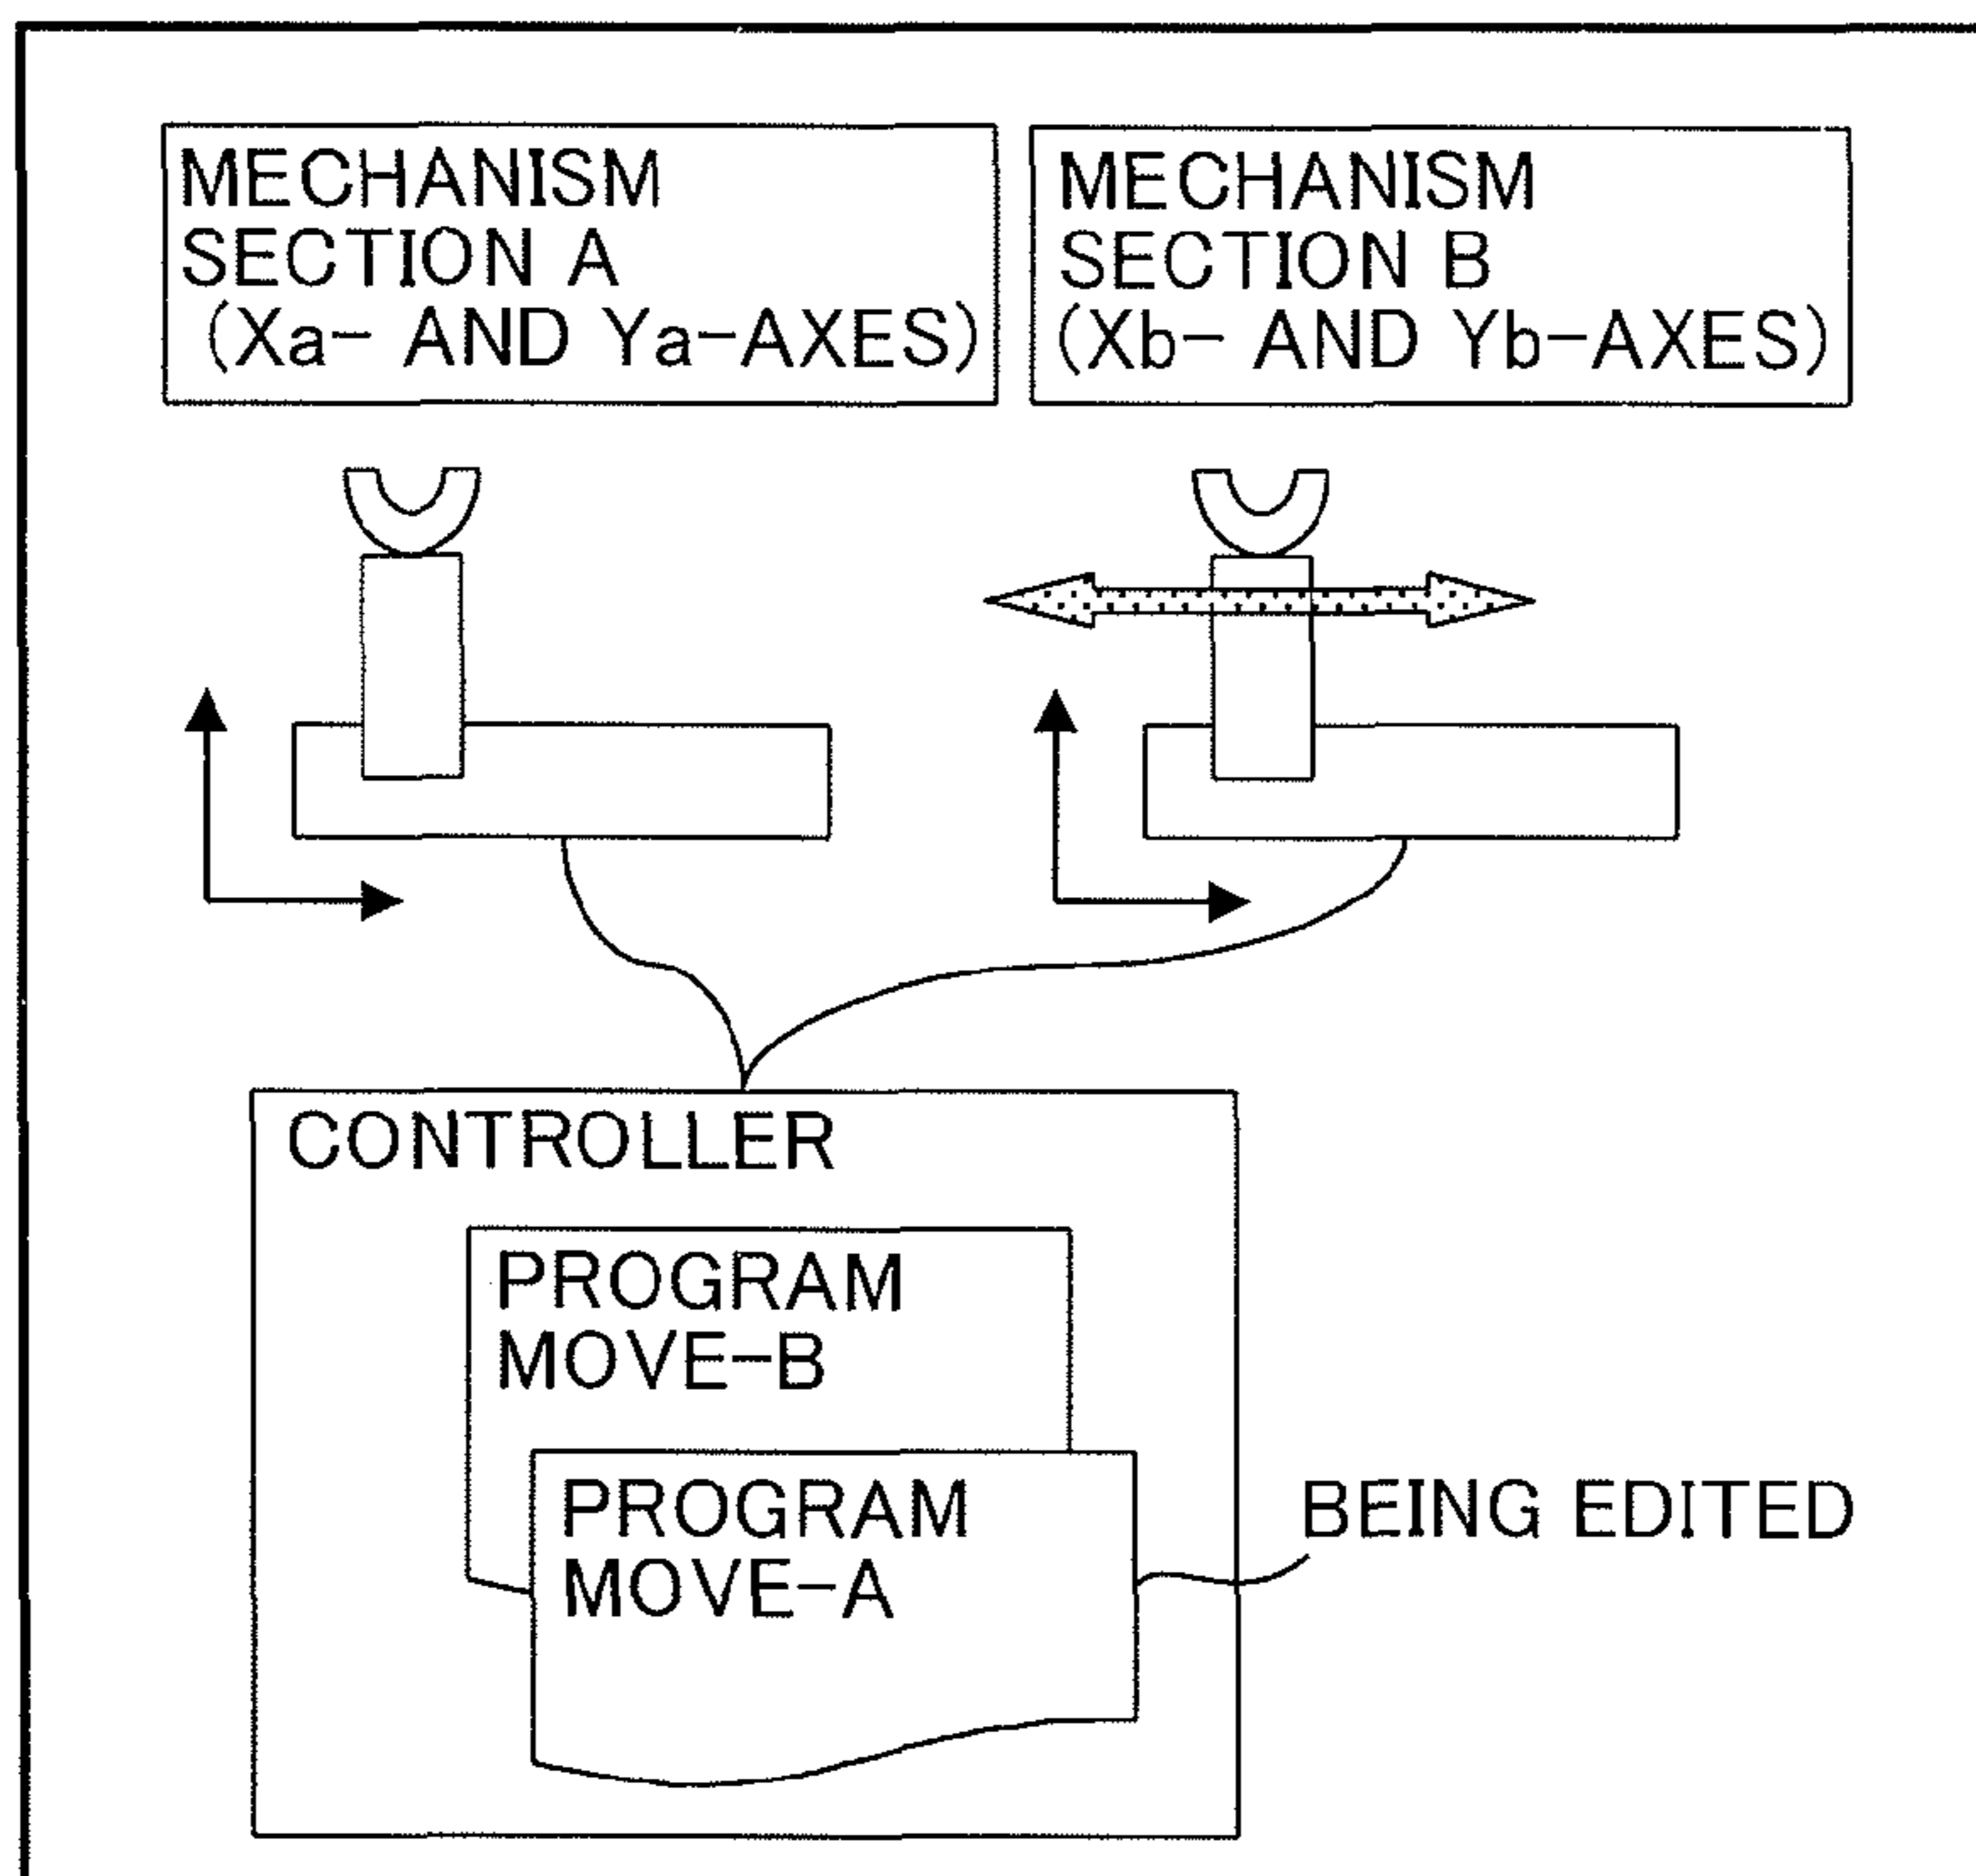 MECHANISM
SECTION A
(Xa- AND Ya-AXES)
MECHANISM
SECTION B
(Xb- AND Yb-AXES)
CONTROLLER
PROGRAM
MOVE-B
PROGRAM
MOVE-A
BEING EDITED